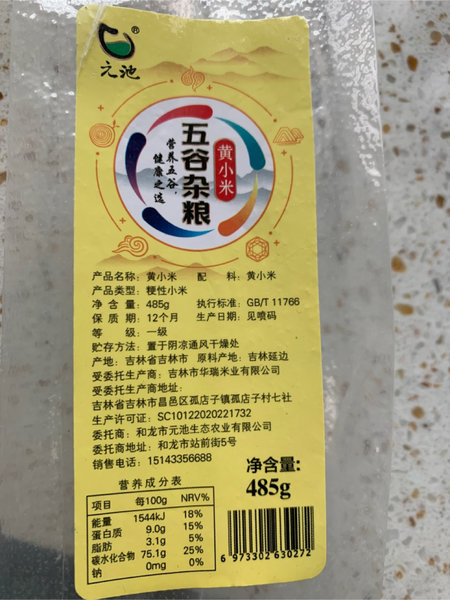 ®
元池
黄小米
五谷杂粮
营养五谷，
健康之选
产品名称：黄小米 配 料：黄小米
产品类型：粳性小米
净 含 量：485g 执行标准：GB/T 11766
保 质 期：12个月 生产日期：见喷码
等 级：一级
贮存方法：置于阴凉通风干燥处
产地：吉林省吉林市 原料产地：吉林延边
受委托生产商：吉林市华瑞米业有限公司
受委托生产商地址：
吉林省吉林市昌邑区孤店子镇孤店子村七社
生产许可证：SC10122020221732
委托商：和龙市元池生态农业有限公司
委托商地址：和龙市站前街5号
销售电话：15143356688
净含量：
485g
营养成分表
项目 每100g NRV%
能量 1544kJ 18%
蛋白质 9.0g 15%
脂肪 3.1g 5%
碳水化合物 75.1g 25%
钠 0mg 0%
6 973302 630272